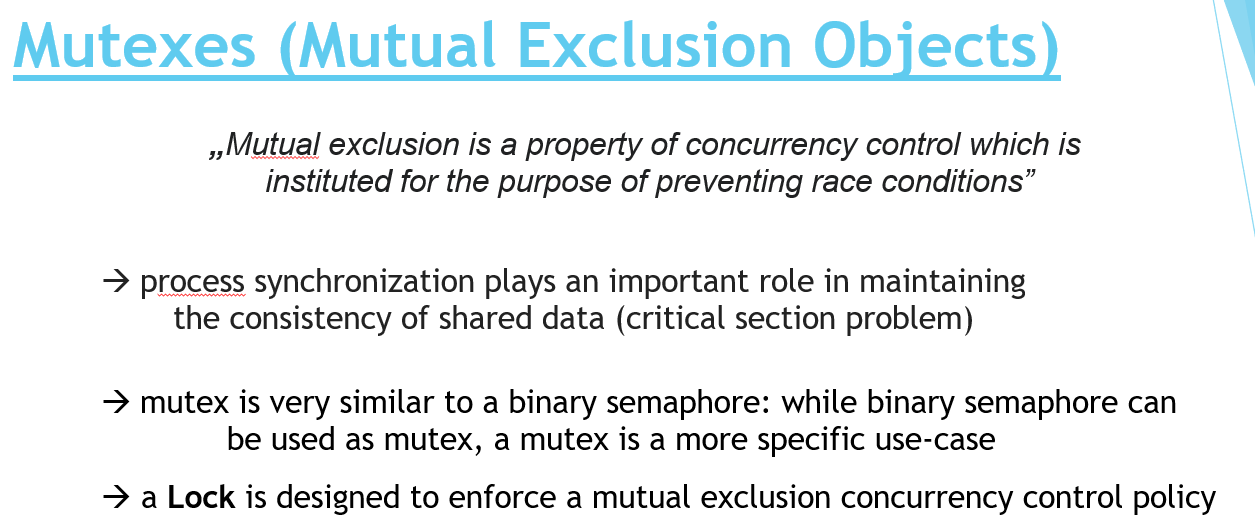 Mutexes (Mutual Exclusion Objects)
„Mutual exclusion is a property of concurrency control which is
instituted for the purpose of preventing race conditions”
→ process synchronization plays an important role in maintaining
the consistency of shared data (critical section problem)
→ mutex is very similar to a binary semaphore: while binary semaphore can
be used as mutex, a mutex is a more specific use-case
→ a Lock is designed to enforce a mutual exclusion concurrency control policy